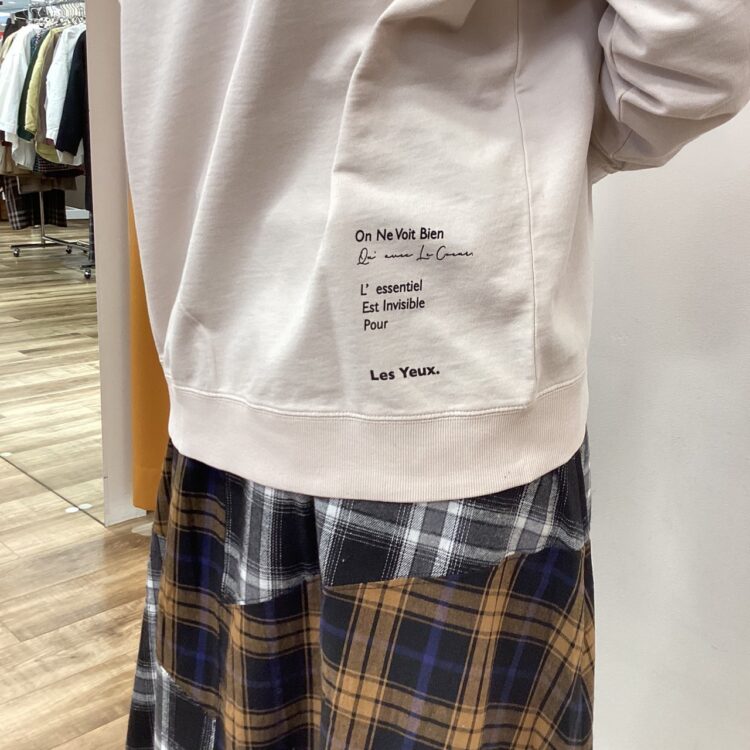 On Ne Voit Bien
Qu' avec Le Coeur.
L' essentiel
Est Invisible
Pour
Les Yeux.